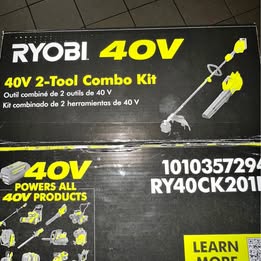 RYOBI 40V
40V 2-Tool Combo Kit
Outil combiné de 2 outils de 40 V
Kit combinado de 2 herramientas de 40 V
40V
POWERS ALL
40V PRODUCTS
1010357294
RY40CK201
LEARN
MORE